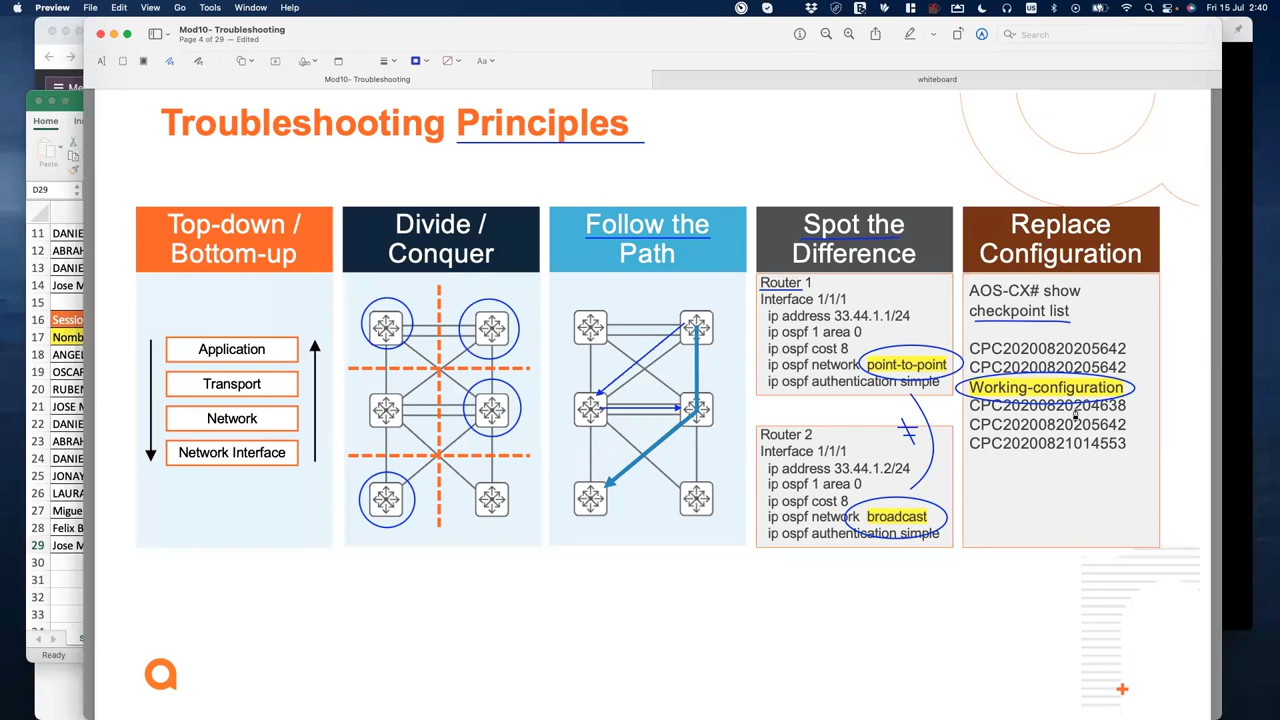 Preview File Edit View Go Tools Window Help
Fri 15 Jul 2:40
Mod10- Troubleshooting
Page 4 of 29 — Edited
Search
Aa
Mod10- Troubleshooting
whiteboard
Home
Paste
D29
11 DANIE
12 ABRAH
13 DANIE
14 Jose M
15
16 Sessio
17 Nomb
18 ANGEL
19 OSCAR
20 RUBEN
21 JOSE M
22 DANIE
23 ABRAH
24 DANIE
25 JONAY
26 LAURA
27 Migue
28 Felix B
29 Jose M
30
31
32
33
Ready
Troubleshooting Principles
Top-down /
Bottom-up
Application
Transport
Network
Network Interface
Divide /
Conquer
Follow the
Path
Spot the
Difference
Router 1
Interface 1/1/1
ip address 33.44.1.1/24
ip ospf 1 area 0
ip ospf cost 8
ip ospf network point-to-point
ip ospf authentication simple
≠
Router 2
Interface 1/1/1
ip address 33.44.1.2/24
ip ospf 1 area 0
ip ospf cost 8
ip ospf network broadcast
ip ospf authentication simple
Replace
Configuration
AOS-CX# show
checkpoint list
CPC20200820205642
CPC20200820205642
Working-configuration
CPC20200820204638
CPC20200820205642
CPC20200821014553